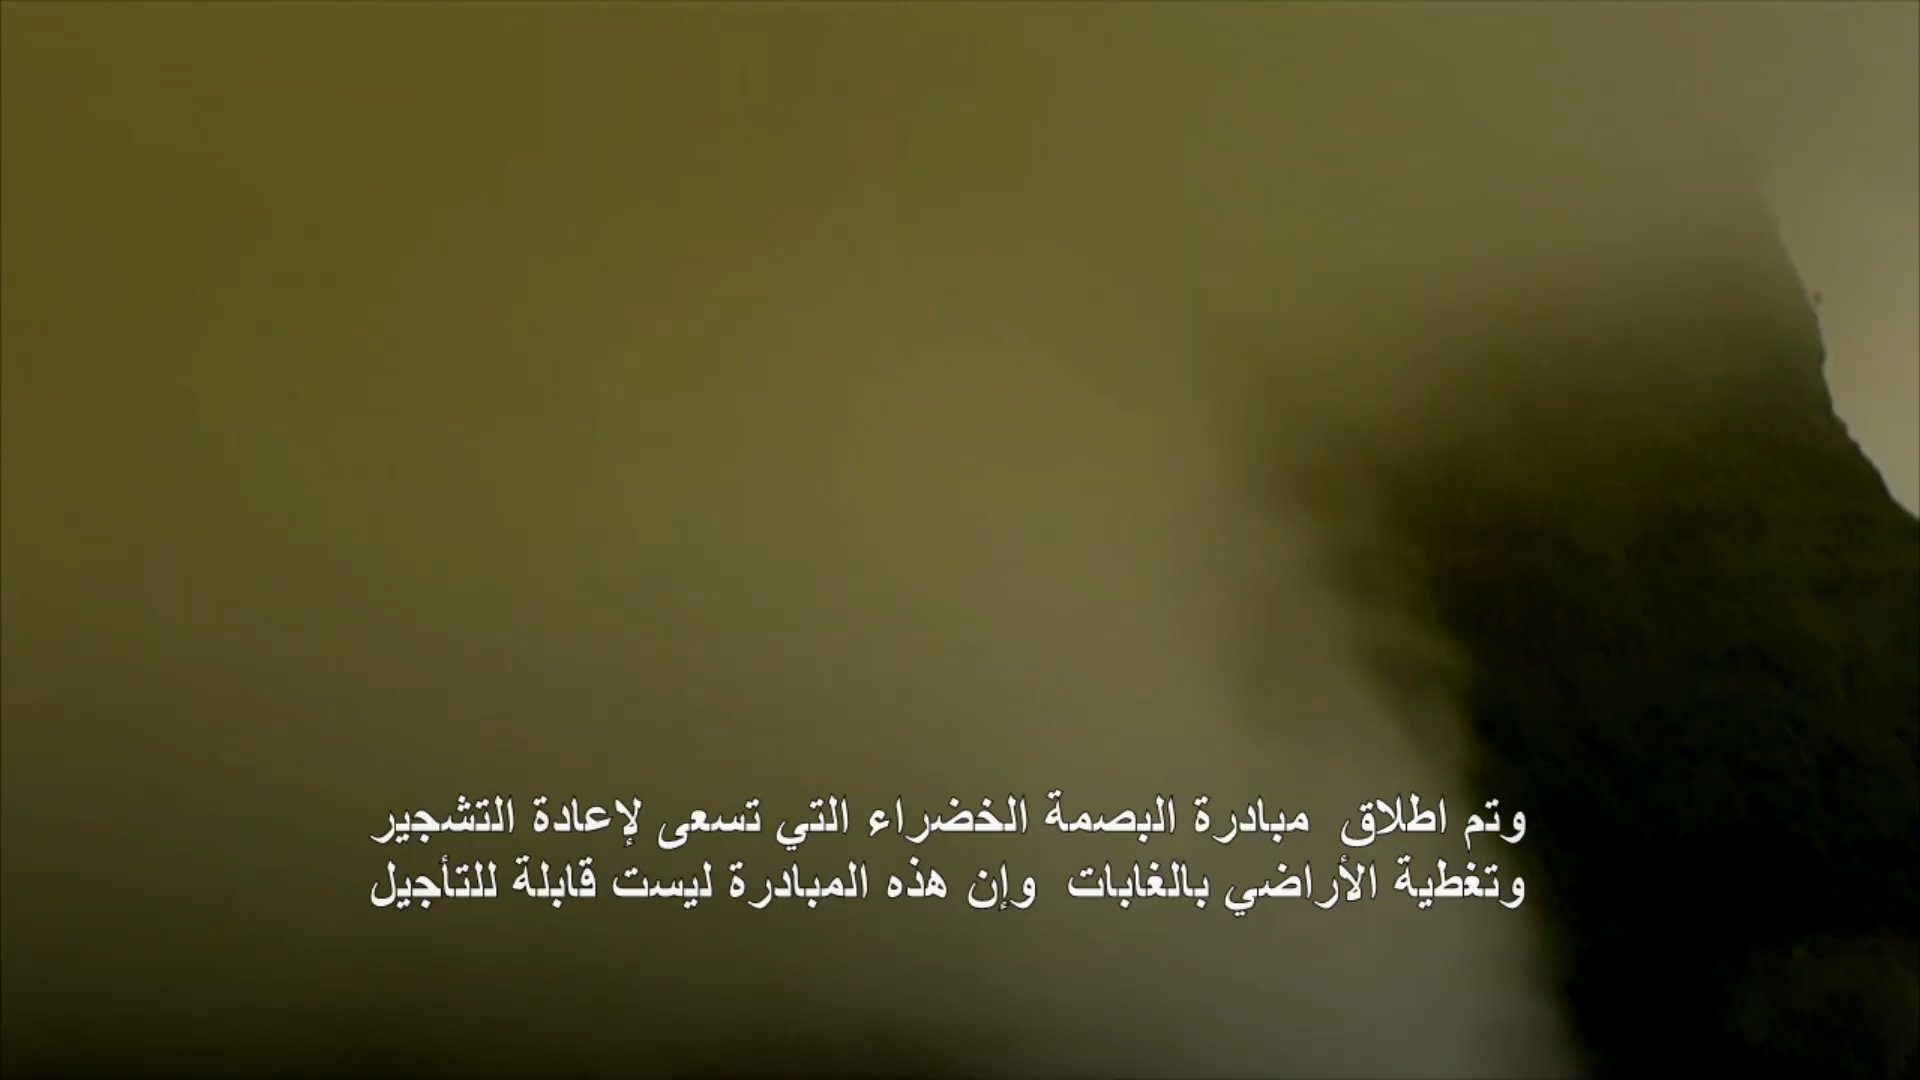 وتم اطلاق مبادرة البصمة الخضراء التي تسعى لإعادة التشجير
وتغطية الأراضي بالغابات وإن هذه المبادرة ليست قابلة للتأجيل